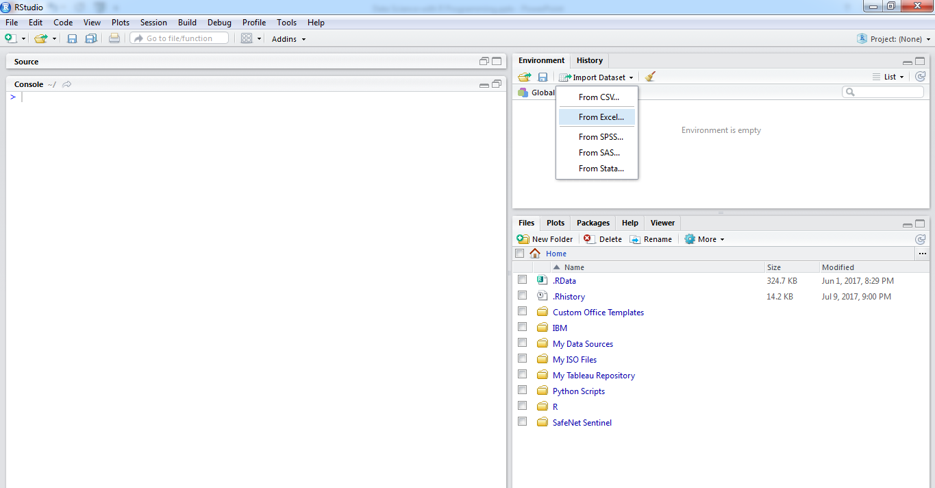 RStudio
File Edit Code View Plots Session Build Debug Profile Tools Help
Go to file/function Addins Project: (None)
Source
Console ~/
>
Environment History
Import Dataset List
Global
From CSV...
From Excel...
From SPSS...
From SAS...
From Stata...
Environment is empty
Files Plots Packages Help Viewer
New Folder Delete Rename More
Home ...
Name Size Modified
.RData 324.7 KB Jun 1, 2017, 8:29 PM
.Rhistory 14.2 KB Jul 9, 2017, 9:00 PM
Custom Office Templates
IBM
My Data Sources
My ISO Files
My Tableau Repository
Python Scripts
R
SafeNet Sentinel